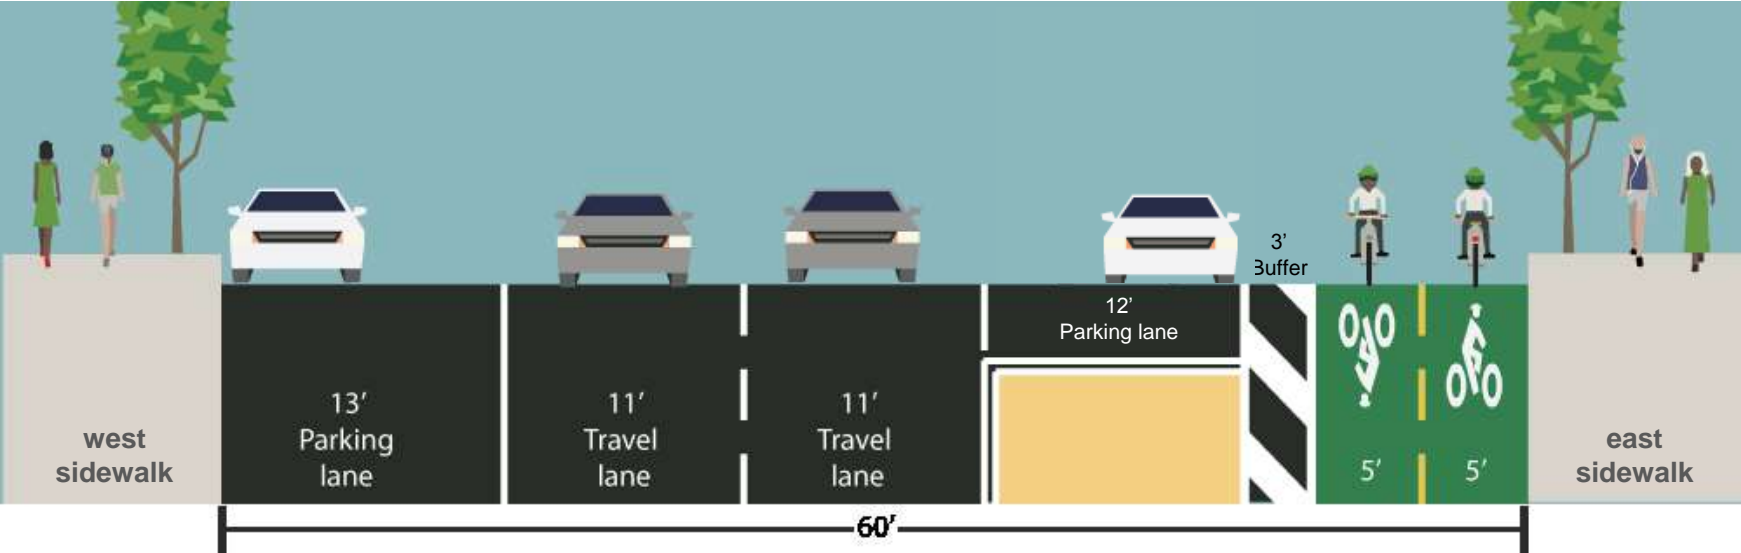 3’
Buffer
12’
Parking lane
13’
Parking
lane
11’
Travel
lane
11’
Travel
lane
west
sidewalk
5’
5’
east
sidewalk
60’